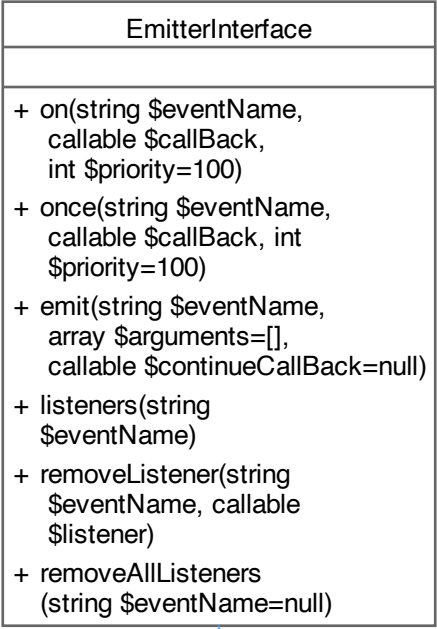 EmitterInterface
+ on(string $eventName,
callable $callBack,
int $priority=100)
+ once(string $eventName,
callable $callBack, int
$priority=100)
+ emit(string $eventName,
array $arguments=[],
callable $continueCallBack=null)
+ listeners(string
$eventName)
+ removeListener(string
$eventName, callable
$listener)
+ removeAllListeners
(string $eventName=null)